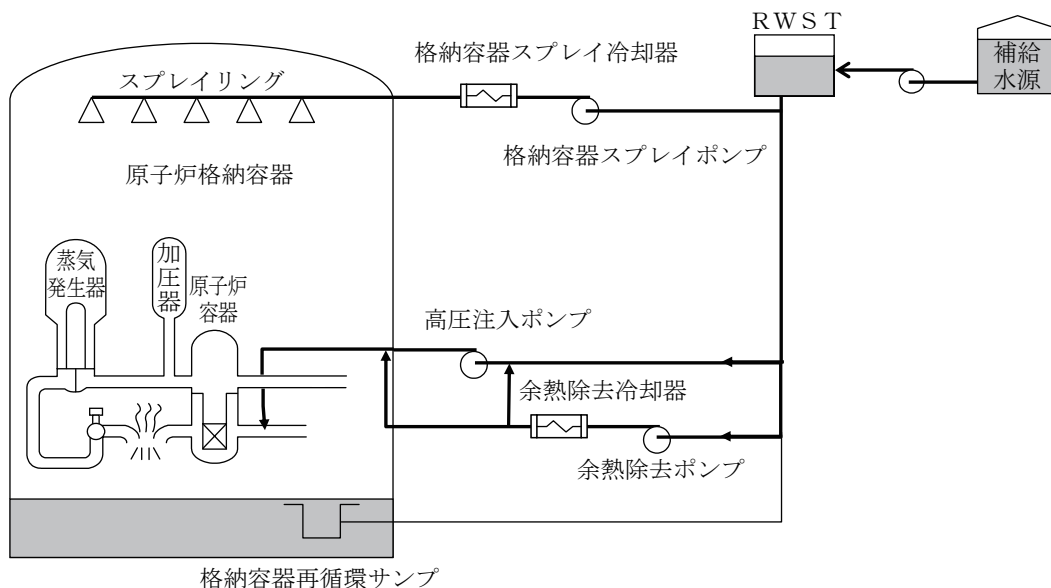 ＲＷＳＴ
補給
水源
格納容器スプレイ冷却器
スプレイリング
格納容器スプレイポンプ
原子炉格納容器
蒸気
発生器
加
圧
器
原子炉
容器
高圧注入ポンプ
余熱除去冷却器
余熱除去ポンプ
格納容器再循環サンプ